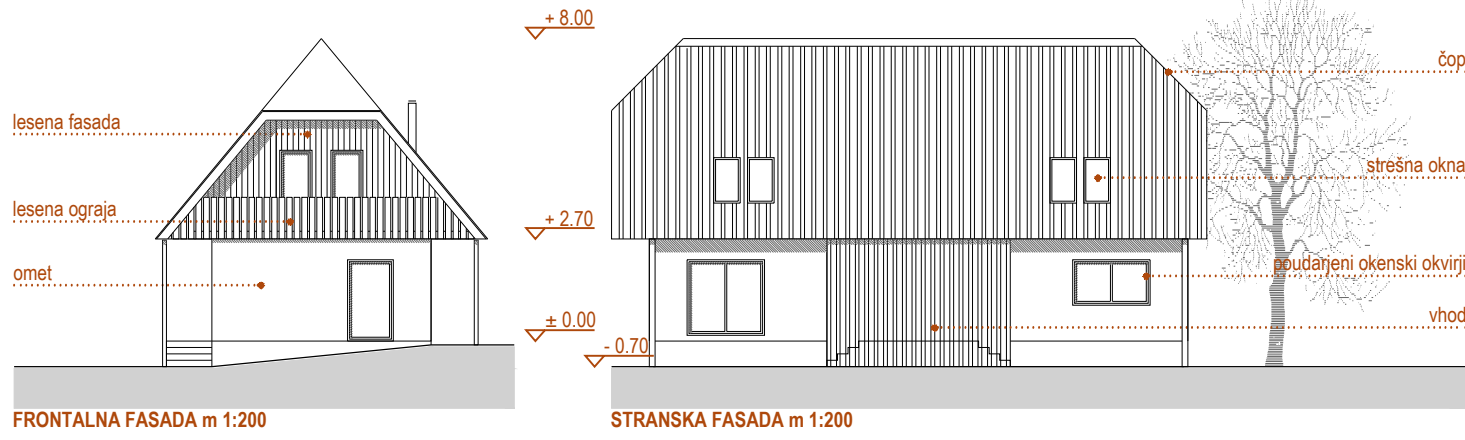 lesena fasada
lesena ograja
omet
FRONTALNA FASADA m 1:200
+ 8.00
+ 2.70
± 0.00
- 0.70
čop
strešna okna
poudarjeni okenski okvirji
vhod
STRANSKA FASADA m 1:200